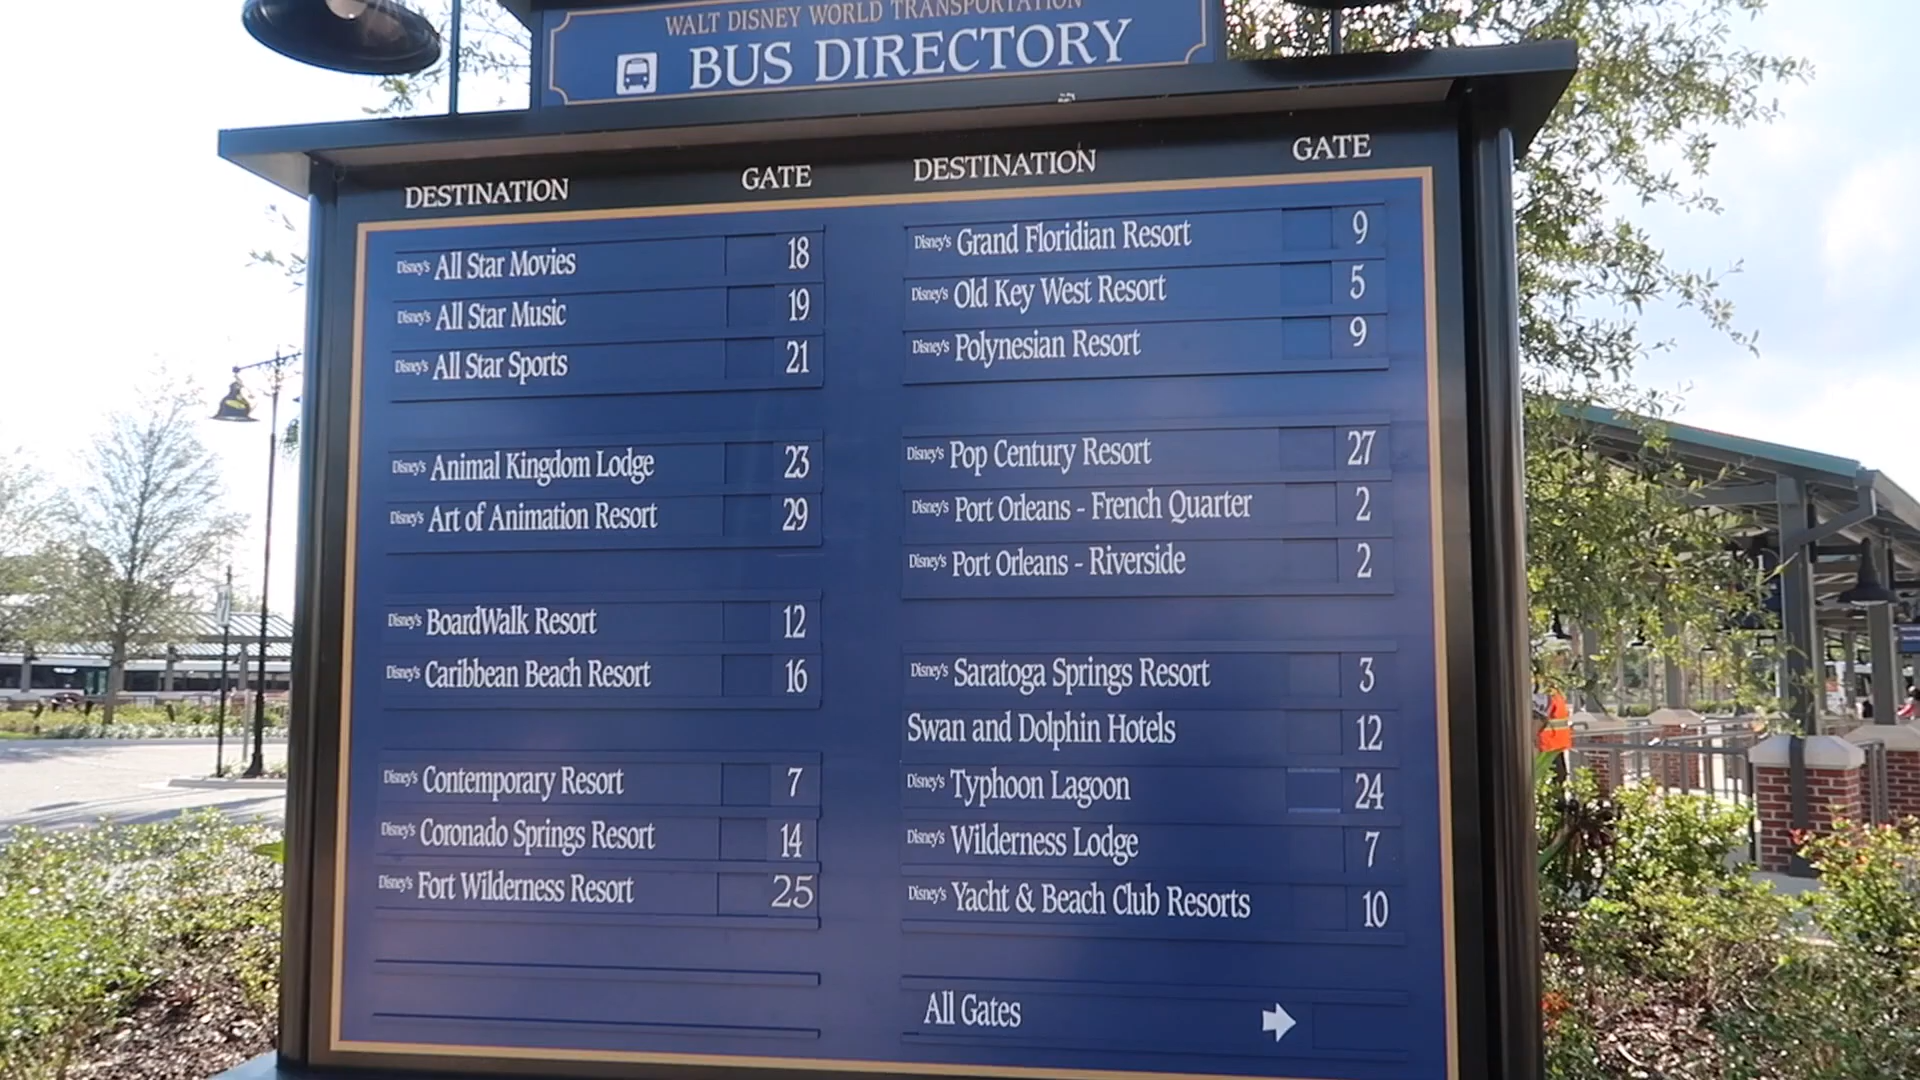 WALT DISNEY WORLD TRANSPORTATION
BUS DIRECTORY
DESTINATION GATE
Disney's All Star Movies 18
Disney's All Star Music 19
Disney's All Star Sports 21
Disney's Animal Kingdom Lodge 23
Disney's Art of Animation Resort 29
Disney's BoardWalk Resort 12
Disney's Caribbean Beach Resort 16
Disney's Contemporary Resort 7
Disney's Coronado Springs Resort 14
Disney's Fort Wilderness Resort 25
DESTINATION GATE
Disney's Grand Floridian Resort 9
Disney's Old Key West Resort 5
Disney's Polynesian Resort 9
Disney's Pop Century Resort 27
Disney's Port Orleans - French Quarter 2
Disney's Port Orleans - Riverside 2
Disney's Saratoga Springs Resort 3
Swan and Dolphin Hotels 12
Disney's Typhoon Lagoon 24
Disney's Wilderness Lodge 7
Disney's Yacht & Beach Club Resorts 10
All Gates
1